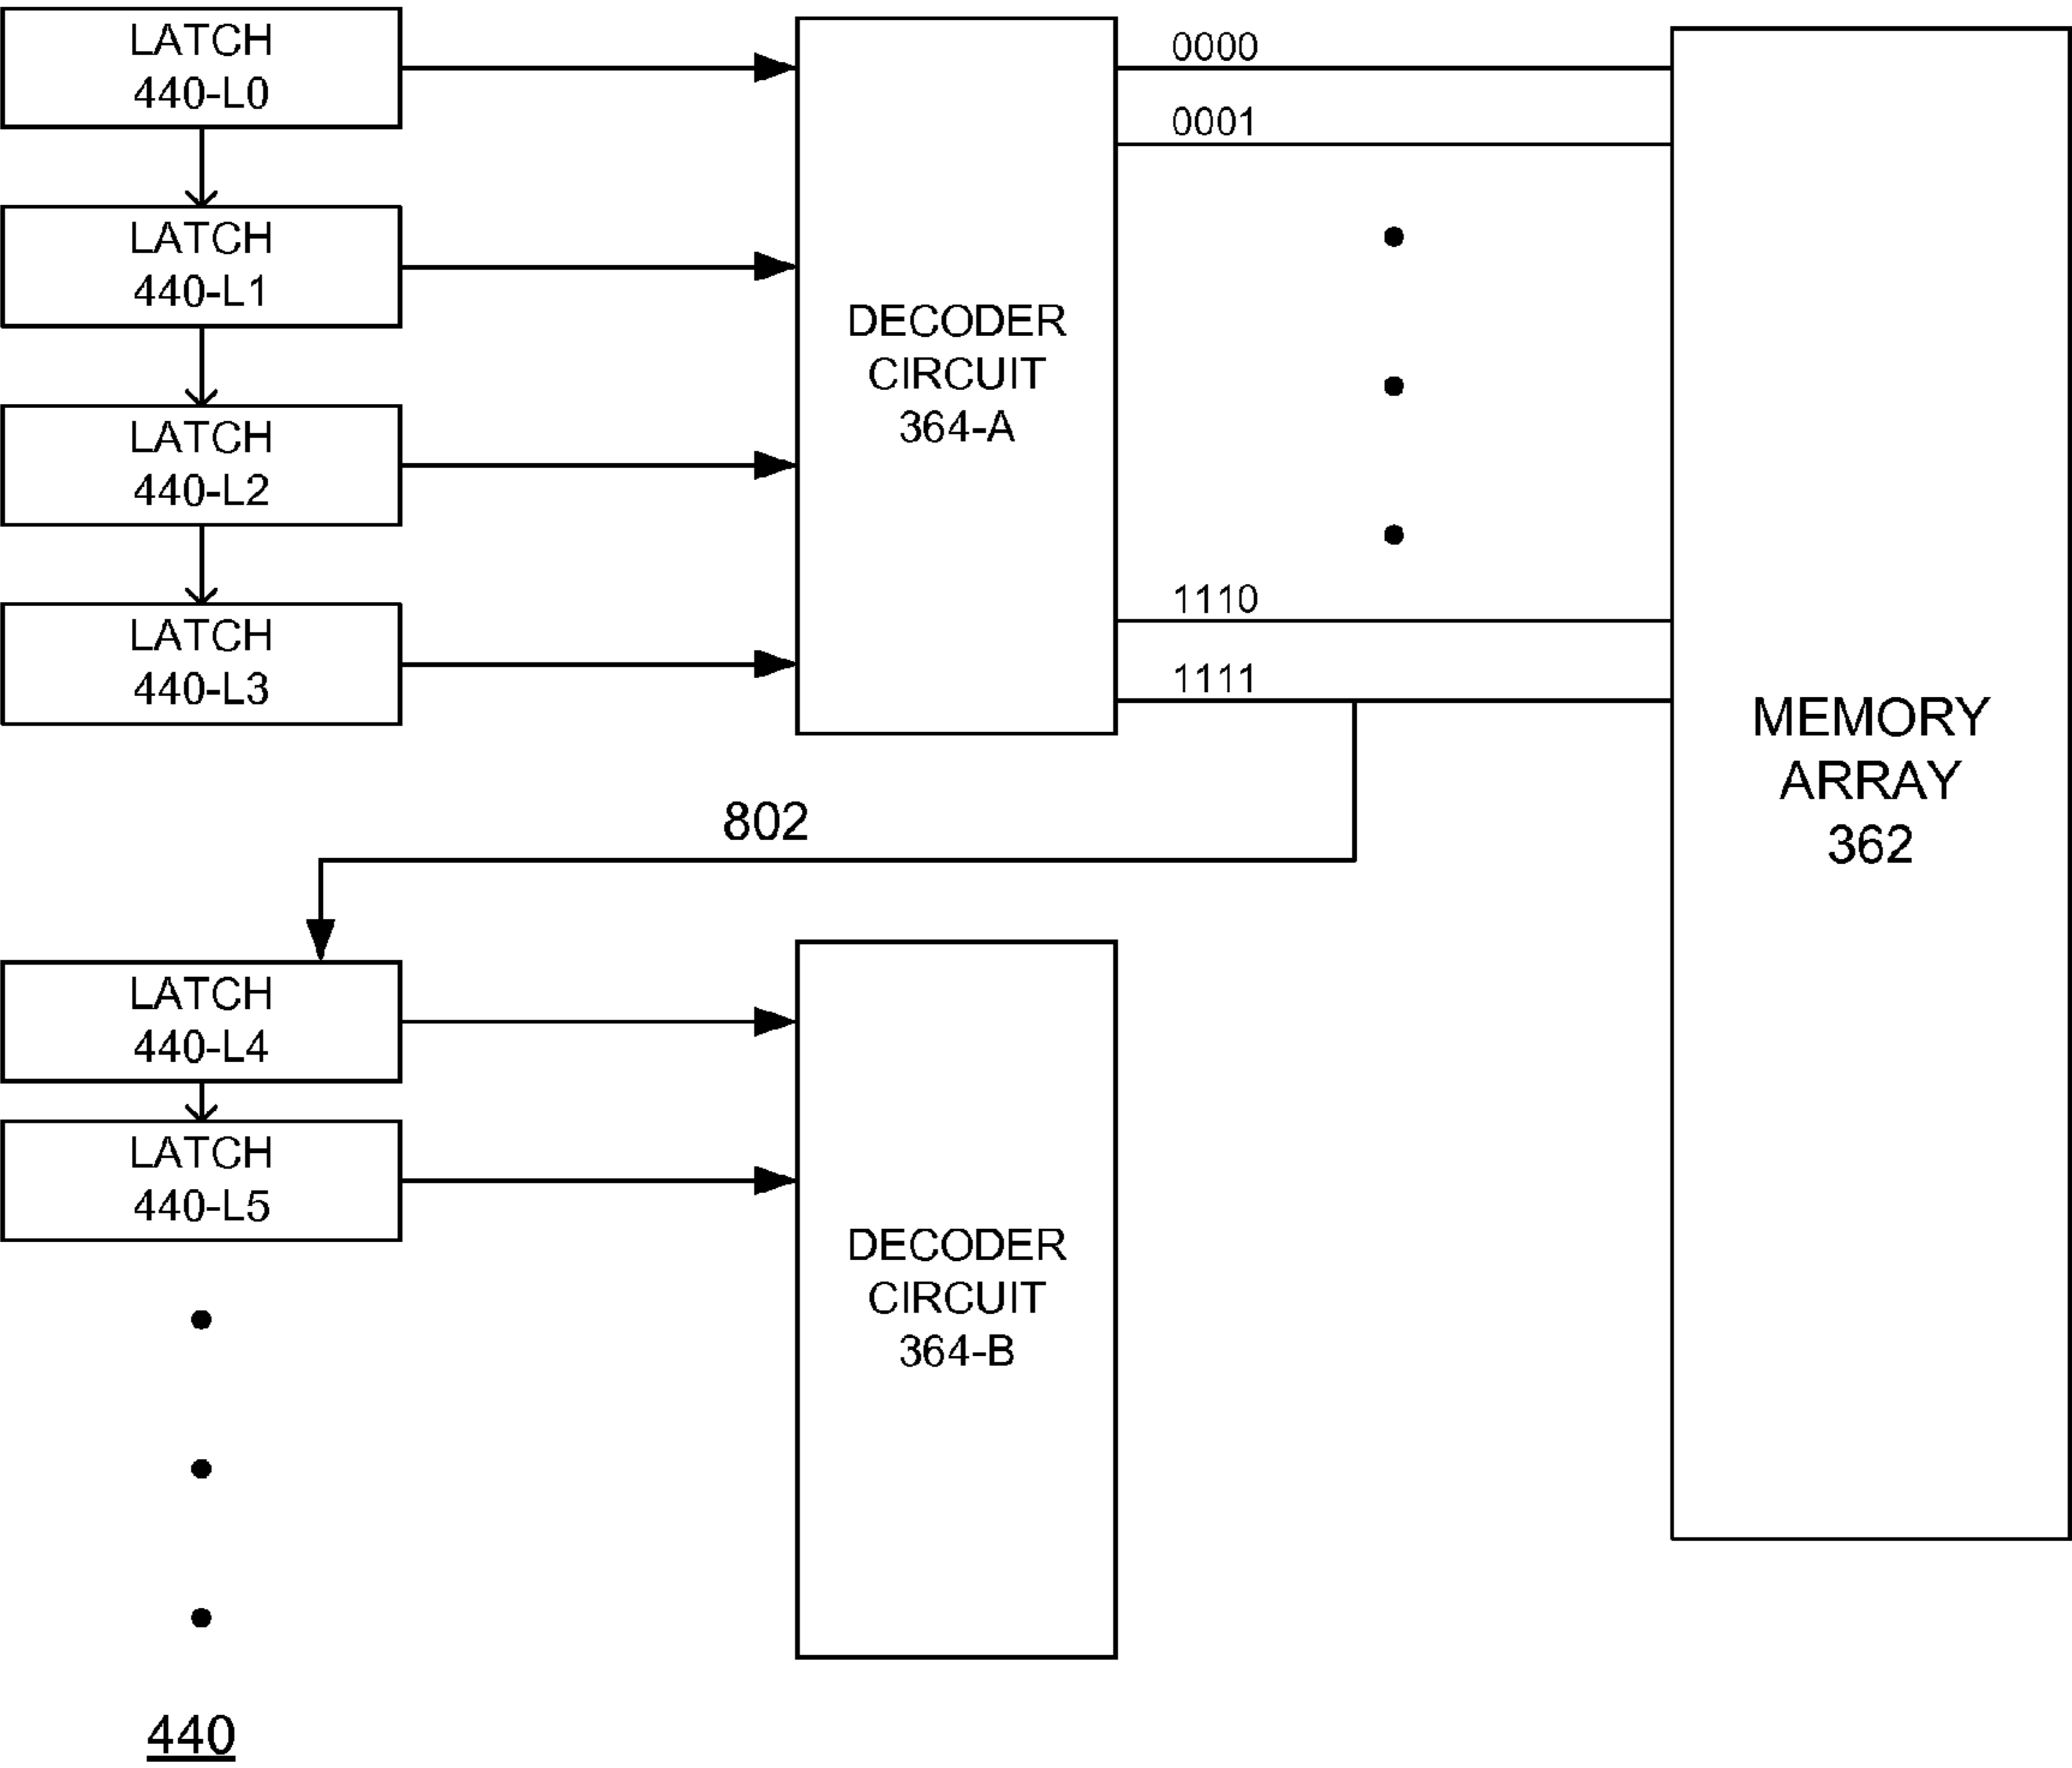 LATCH
440-L0
LATCH
440-L1
LATCH
440-L2
LATCH
440-L3
DECODER
CIRCUIT
364-A
0000
0001
1110
1111
MEMORY
ARRAY
362
802
LATCH
440-L4
LATCH
440-L5
DECODER
CIRCUIT
364-B
440